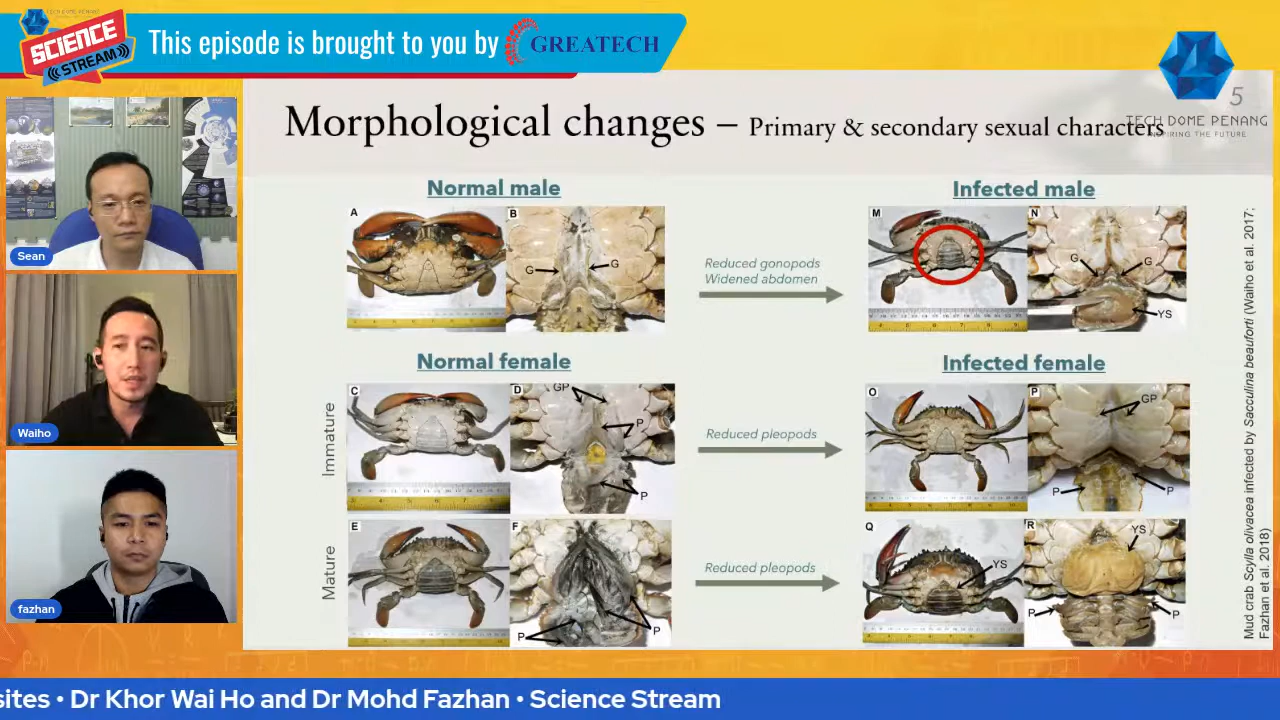 TECH DOME PENANG
SCIENCE
STREAM
This episode is brought to you by GREATECH
5
TECH DOME PENANG
INSPIRING THE FUTURE
Morphological changes – Primary & secondary sexual characters
Sean
Waiho
fazhan
Normal male
Infected male
A
B
G
G
Reduced gonopods
Widened abdomen
M
N
G
G
YS
Normal female
Infected female
Immature
C
D
GP
P
P
Reduced pleopods
O
P
GP
P
P
Mature
E
F
P
P
Reduced pleopods
Q
YS
R
YS
P
P
Mud crab Scylla olivacea infected by Sacculina beauforti (Waiho et al. 2017;
Fazhan et al. 2018)
sites • Dr Khor Wai Ho and Dr Mohd Fazhan • Science Stream